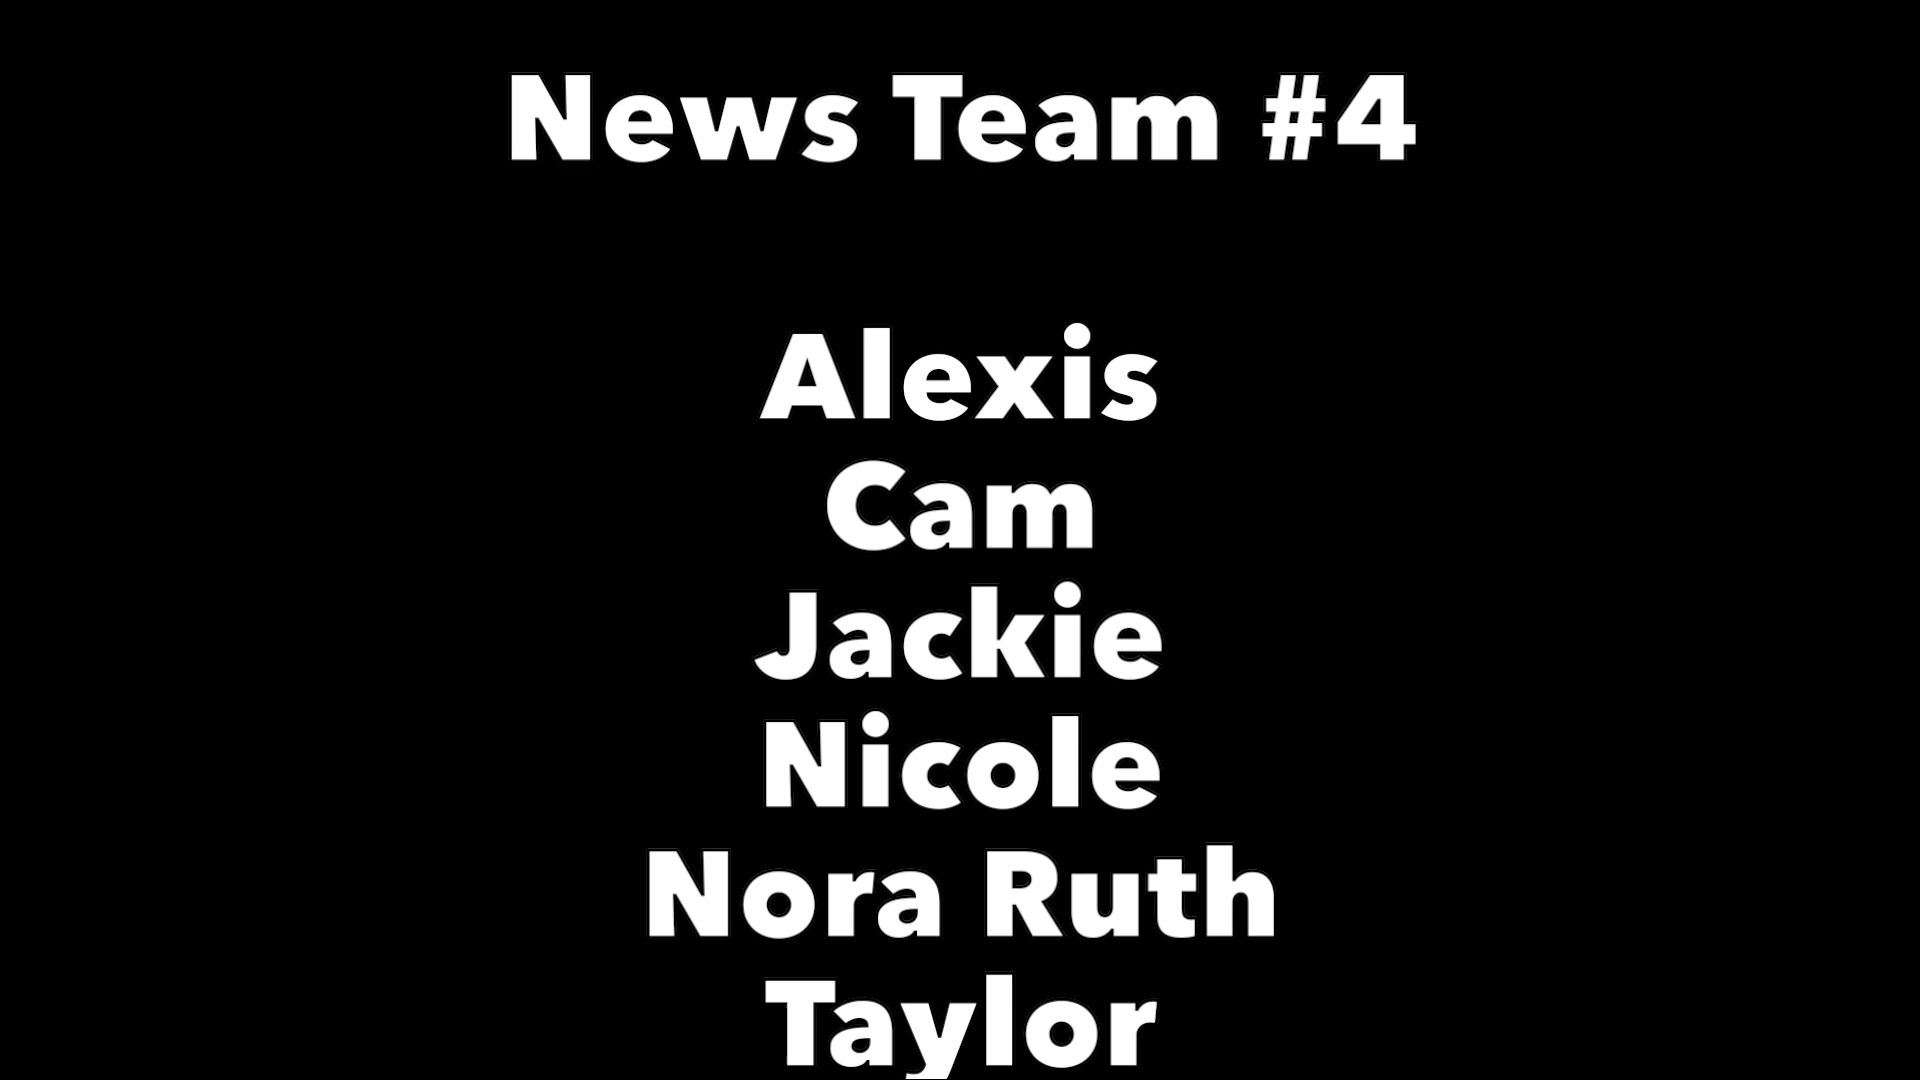 News Team #4
Alexis
Cam
Jackie
Nicole
Nora Ruth
Taylor